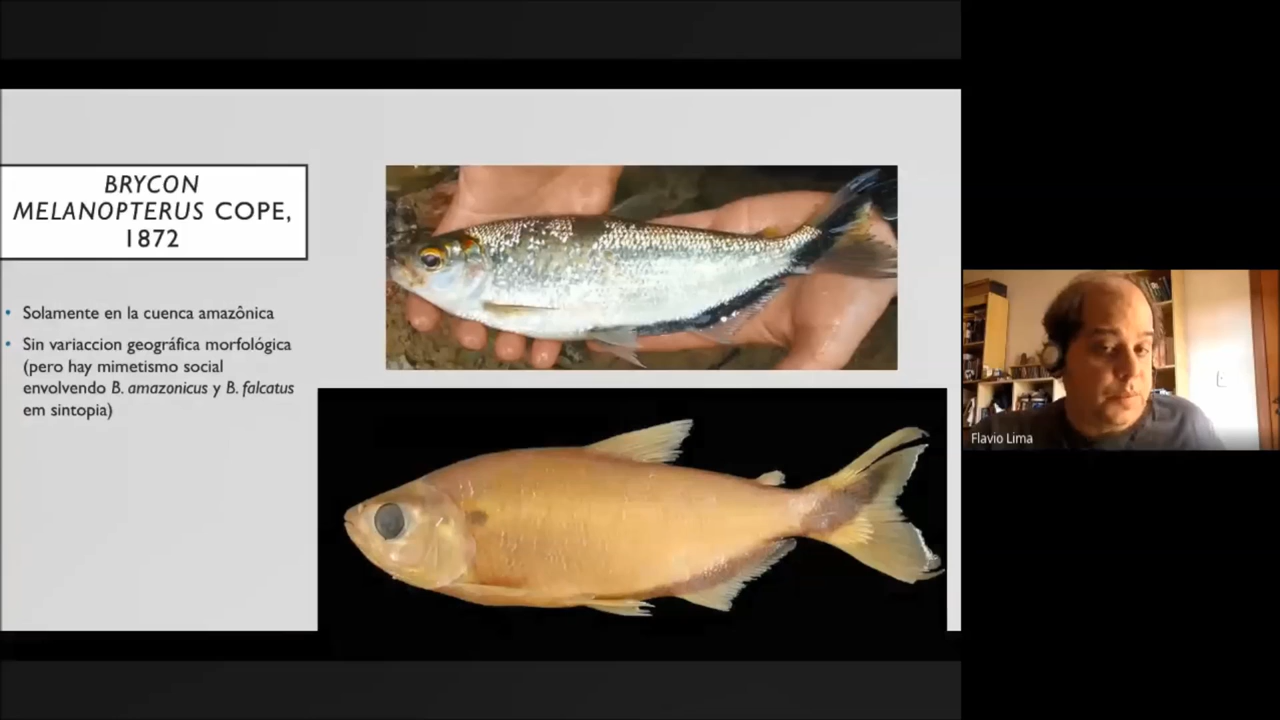 BRYCON
MELANOPTERUS COPE,
1872
• Solamente en la cuenca amazônica
• Sin variaccion geográfica morfológica
(pero hay mimetismo social
envolvendo B. amazonicus y B. falcatus
em sintopia)
Flavio Lima